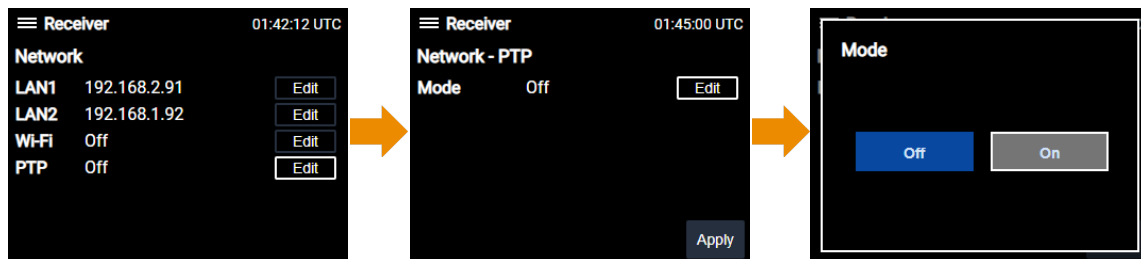 Receiver 01:42:12 UTC
Network
LAN1 192.168.2.91 Edit
LAN2 192.168.1.92 Edit
Wi-Fi Off Edit
PTP Off Edit
Receiver 01:45:00 UTC
Network - PTP
Mode Off Edit
Apply
Mode
Off On